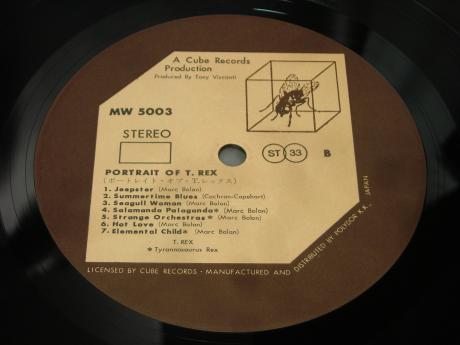 A Cube Records
Production
Produced By Tony Visconti
MW 5003
STEREO
ST 33
B
PORTRAIT OF T. REX
(ポートレイト・オブ・T.レックス)
1. Jeepster (Marc Bolan)
2. Summertime Blues (Cochran-Capehart)
3. Seagull Woman (Marc Bolan)
4. Salamanda Palaganda* (Marc Bolan)
5. Strange Orchestras* (Marc Bolan)
6. Hot Love (Marc Bolan)
7. Elemental Child* (Marc Bolan)
T. REX
* Tyrannosaurus Rex
LICENSED BY CUBE RECORDS · MANUFACTURED AND DISTRIBUTED BY POLYDOR K.K., JAPAN